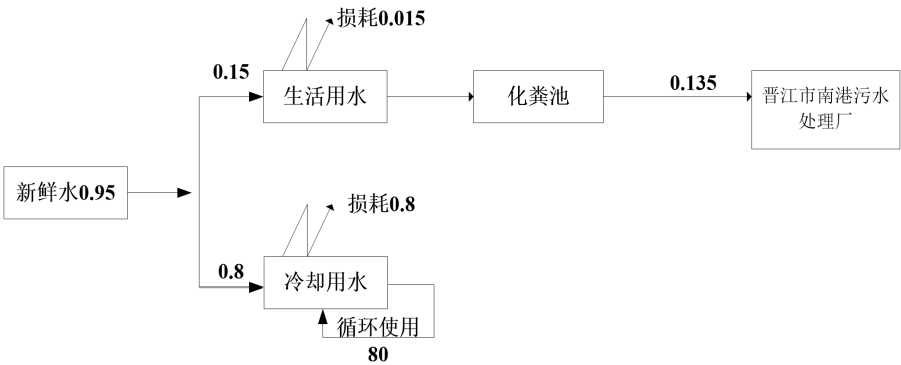 损耗0.015
0.15
生活用水
化粪池
0.135
晋江市南港污水
处理厂
新鲜水0.95
损耗0.8
0.8
冷却用水
循环使用
80